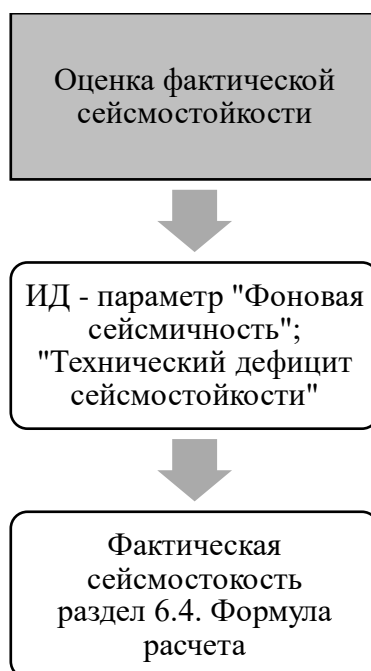 Оценка фактической
сейсмостойкости
ИД - параметр "Фоновая
сейсмичность";
"Технический дефицит
сейсмостойкости"
Фактическая
сейсмостокость
раздел 6.4. Формула
расчета